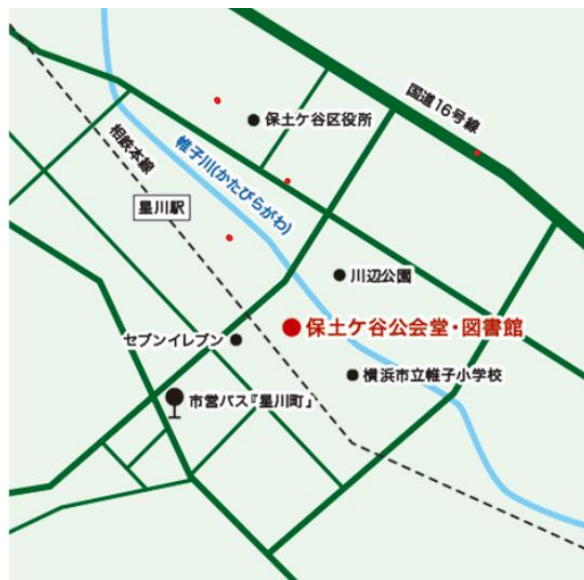 国道16号線
保土ケ谷区役所
相鉄本線
帷子川(かたびらがわ)
星川駅
川辺公園
保土ケ谷公会堂・図書館
セブンイレブン
横浜市立帷子小学校
市営バス『星川町』